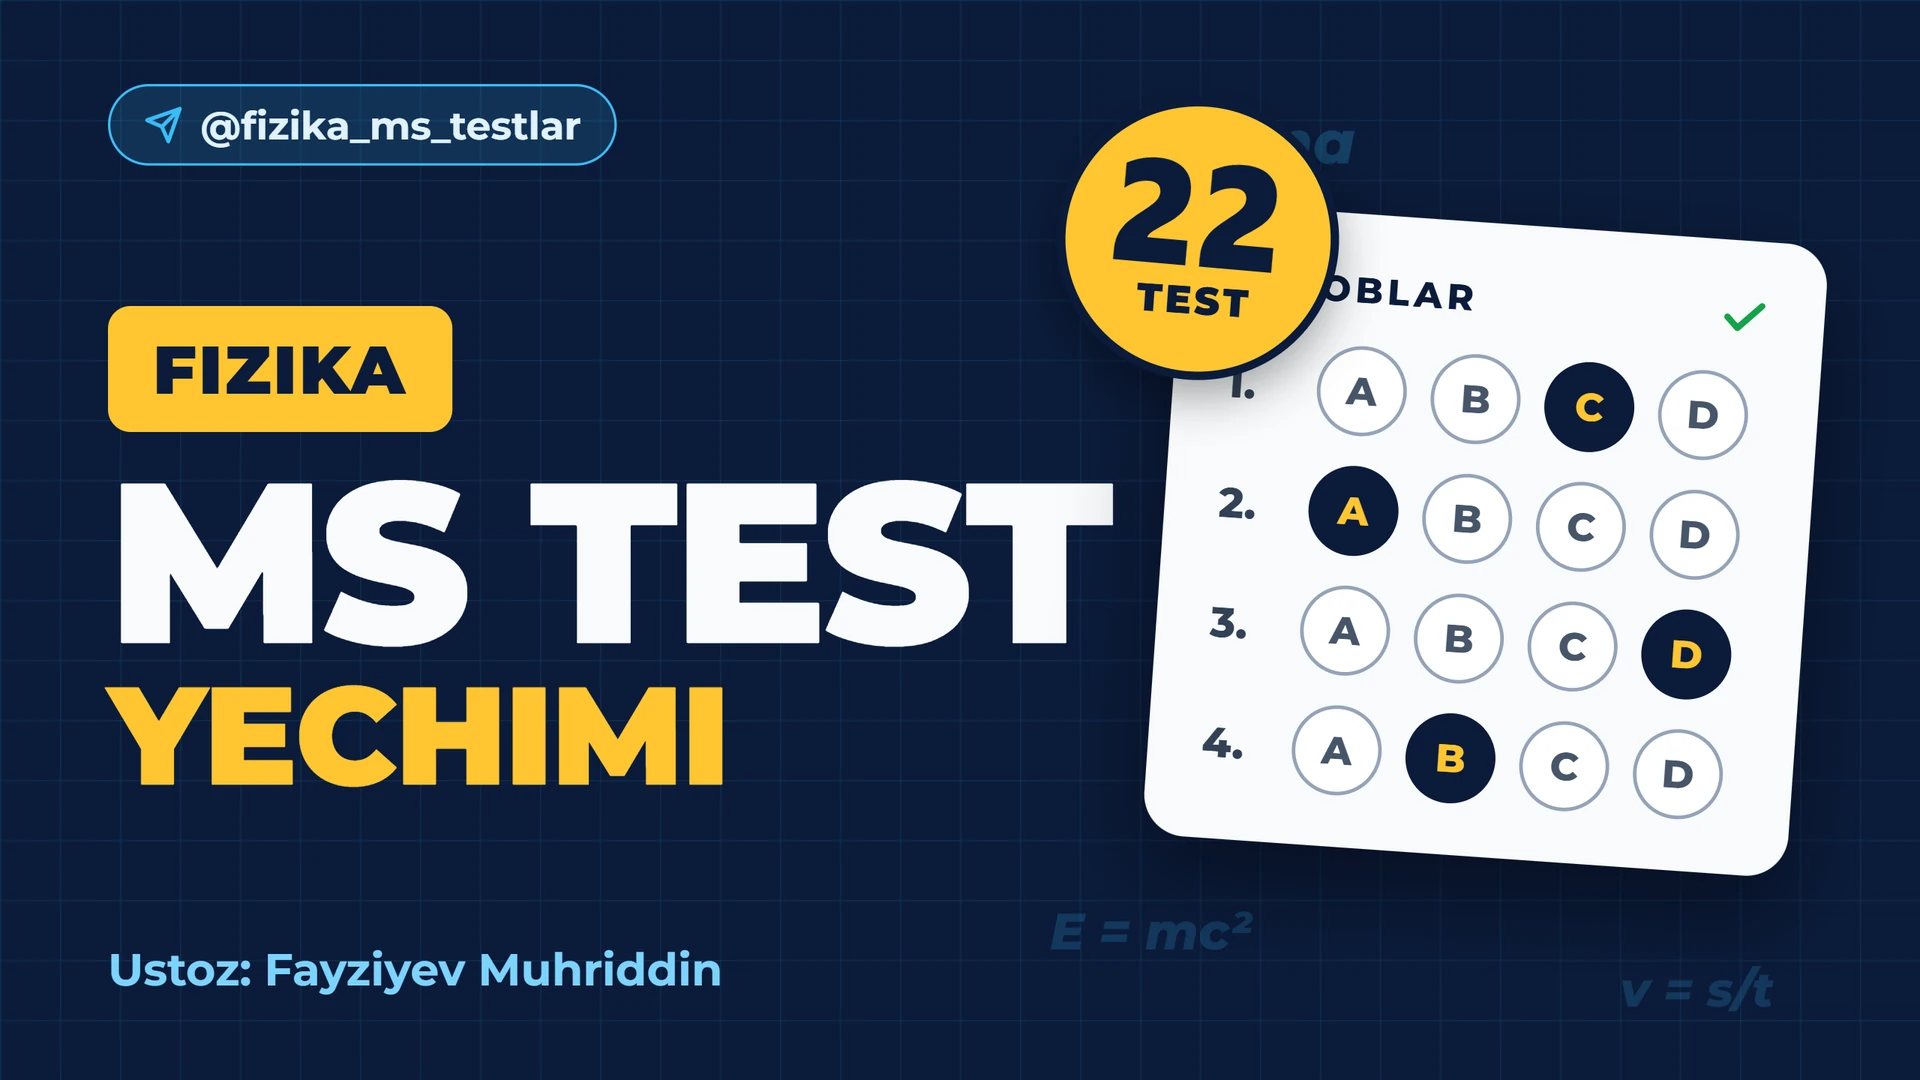 @fizika_ms_testlar
FIZIKA
MS TEST
YECHIMI
Ustoz: Fayziyev Muhriddin
22
TEST
OBLAR
1. A B C D
2. A B C D
3. A B C D
4. A B C D
E = mc²
v = s/t